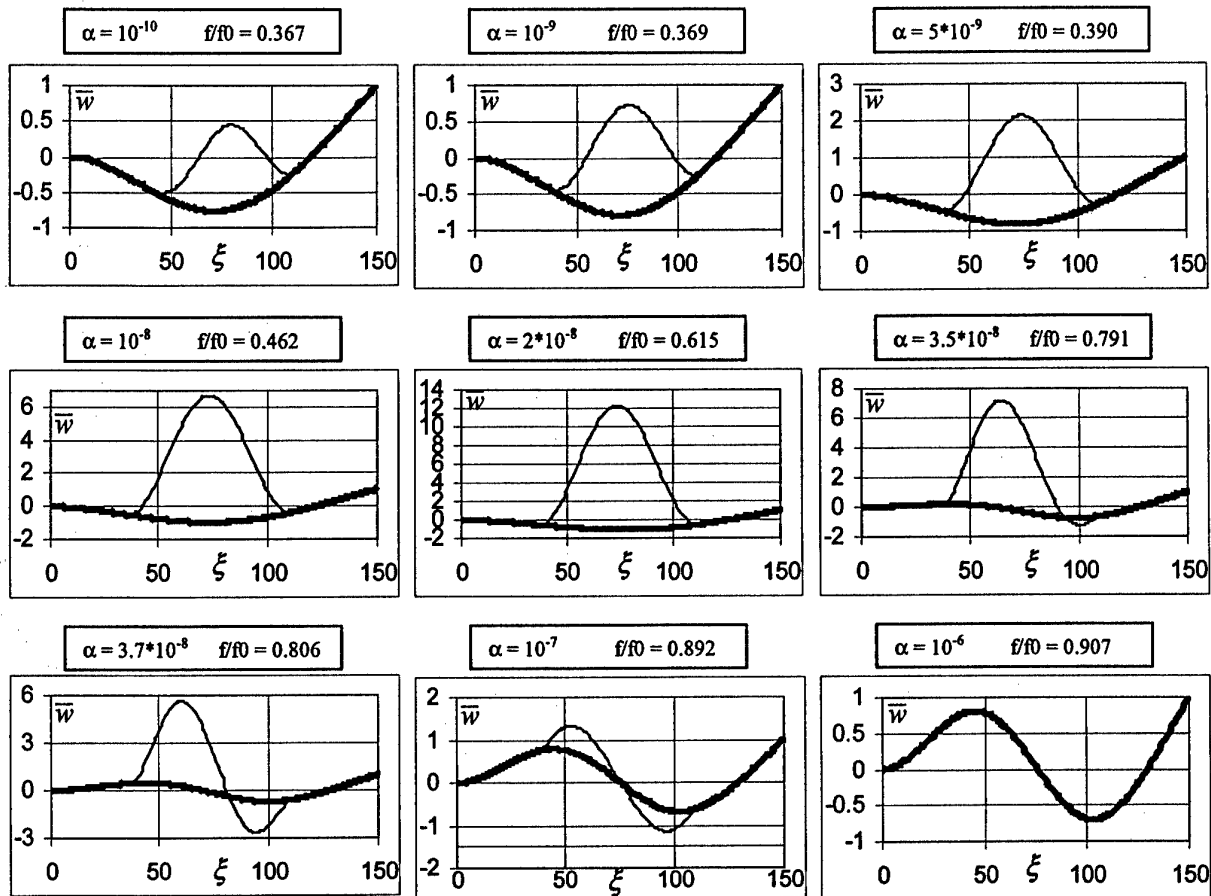 α = 10⁻¹⁰ f/f0 = 0.367
α = 10⁻⁹ f/f0 = 0.369
α = 5*10⁻⁹ f/f0 = 0.390
1
0.5
0
-0.5
-1
w̅
0 50 ξ 100 150
1
0.5
0
-0.5
-1
w̅
0 50 ξ 100 150
3
2
1
0
-1
w̅
0 50 ξ 100 150
α = 10⁻⁸ f/f0 = 0.462
α = 2*10⁻⁸ f/f0 = 0.615
α = 3.5*10⁻⁸ f/f0 = 0.791
6
4
2
0
-2
w̅
0 50 ξ 100 150
14
12
10
8
6
4
2
0
-2
w̅
0 50 ξ 100 150
8
6
4
2
0
-2
w̅
0 50 ξ 100 150
α = 3.7*10⁻⁸ f/f0 = 0.806
α = 10⁻⁷ f/f0 = 0.892
α = 10⁻⁶ f/f0 = 0.907
6
3
0
-3
w̅
0 50 ξ 100 150
2
1
0
-1
-2
w̅
0 50 ξ 100 150
1
0.5
0
-0.5
-1
w̅
0 50 ξ 100 150